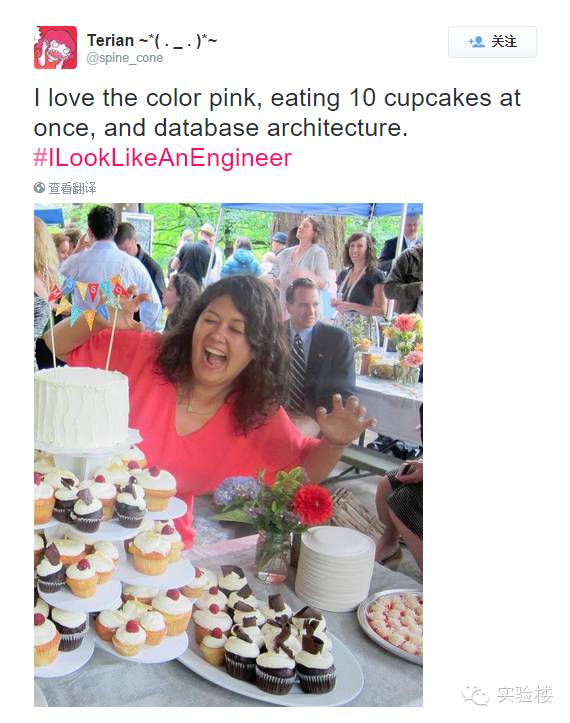 Terian ~*( . _ . )*~
@spine_cone
关注
I love the color pink, eating 10 cupcakes at
once, and database architecture.
#ILookLikeAnEngineer
查看翻译
实验楼